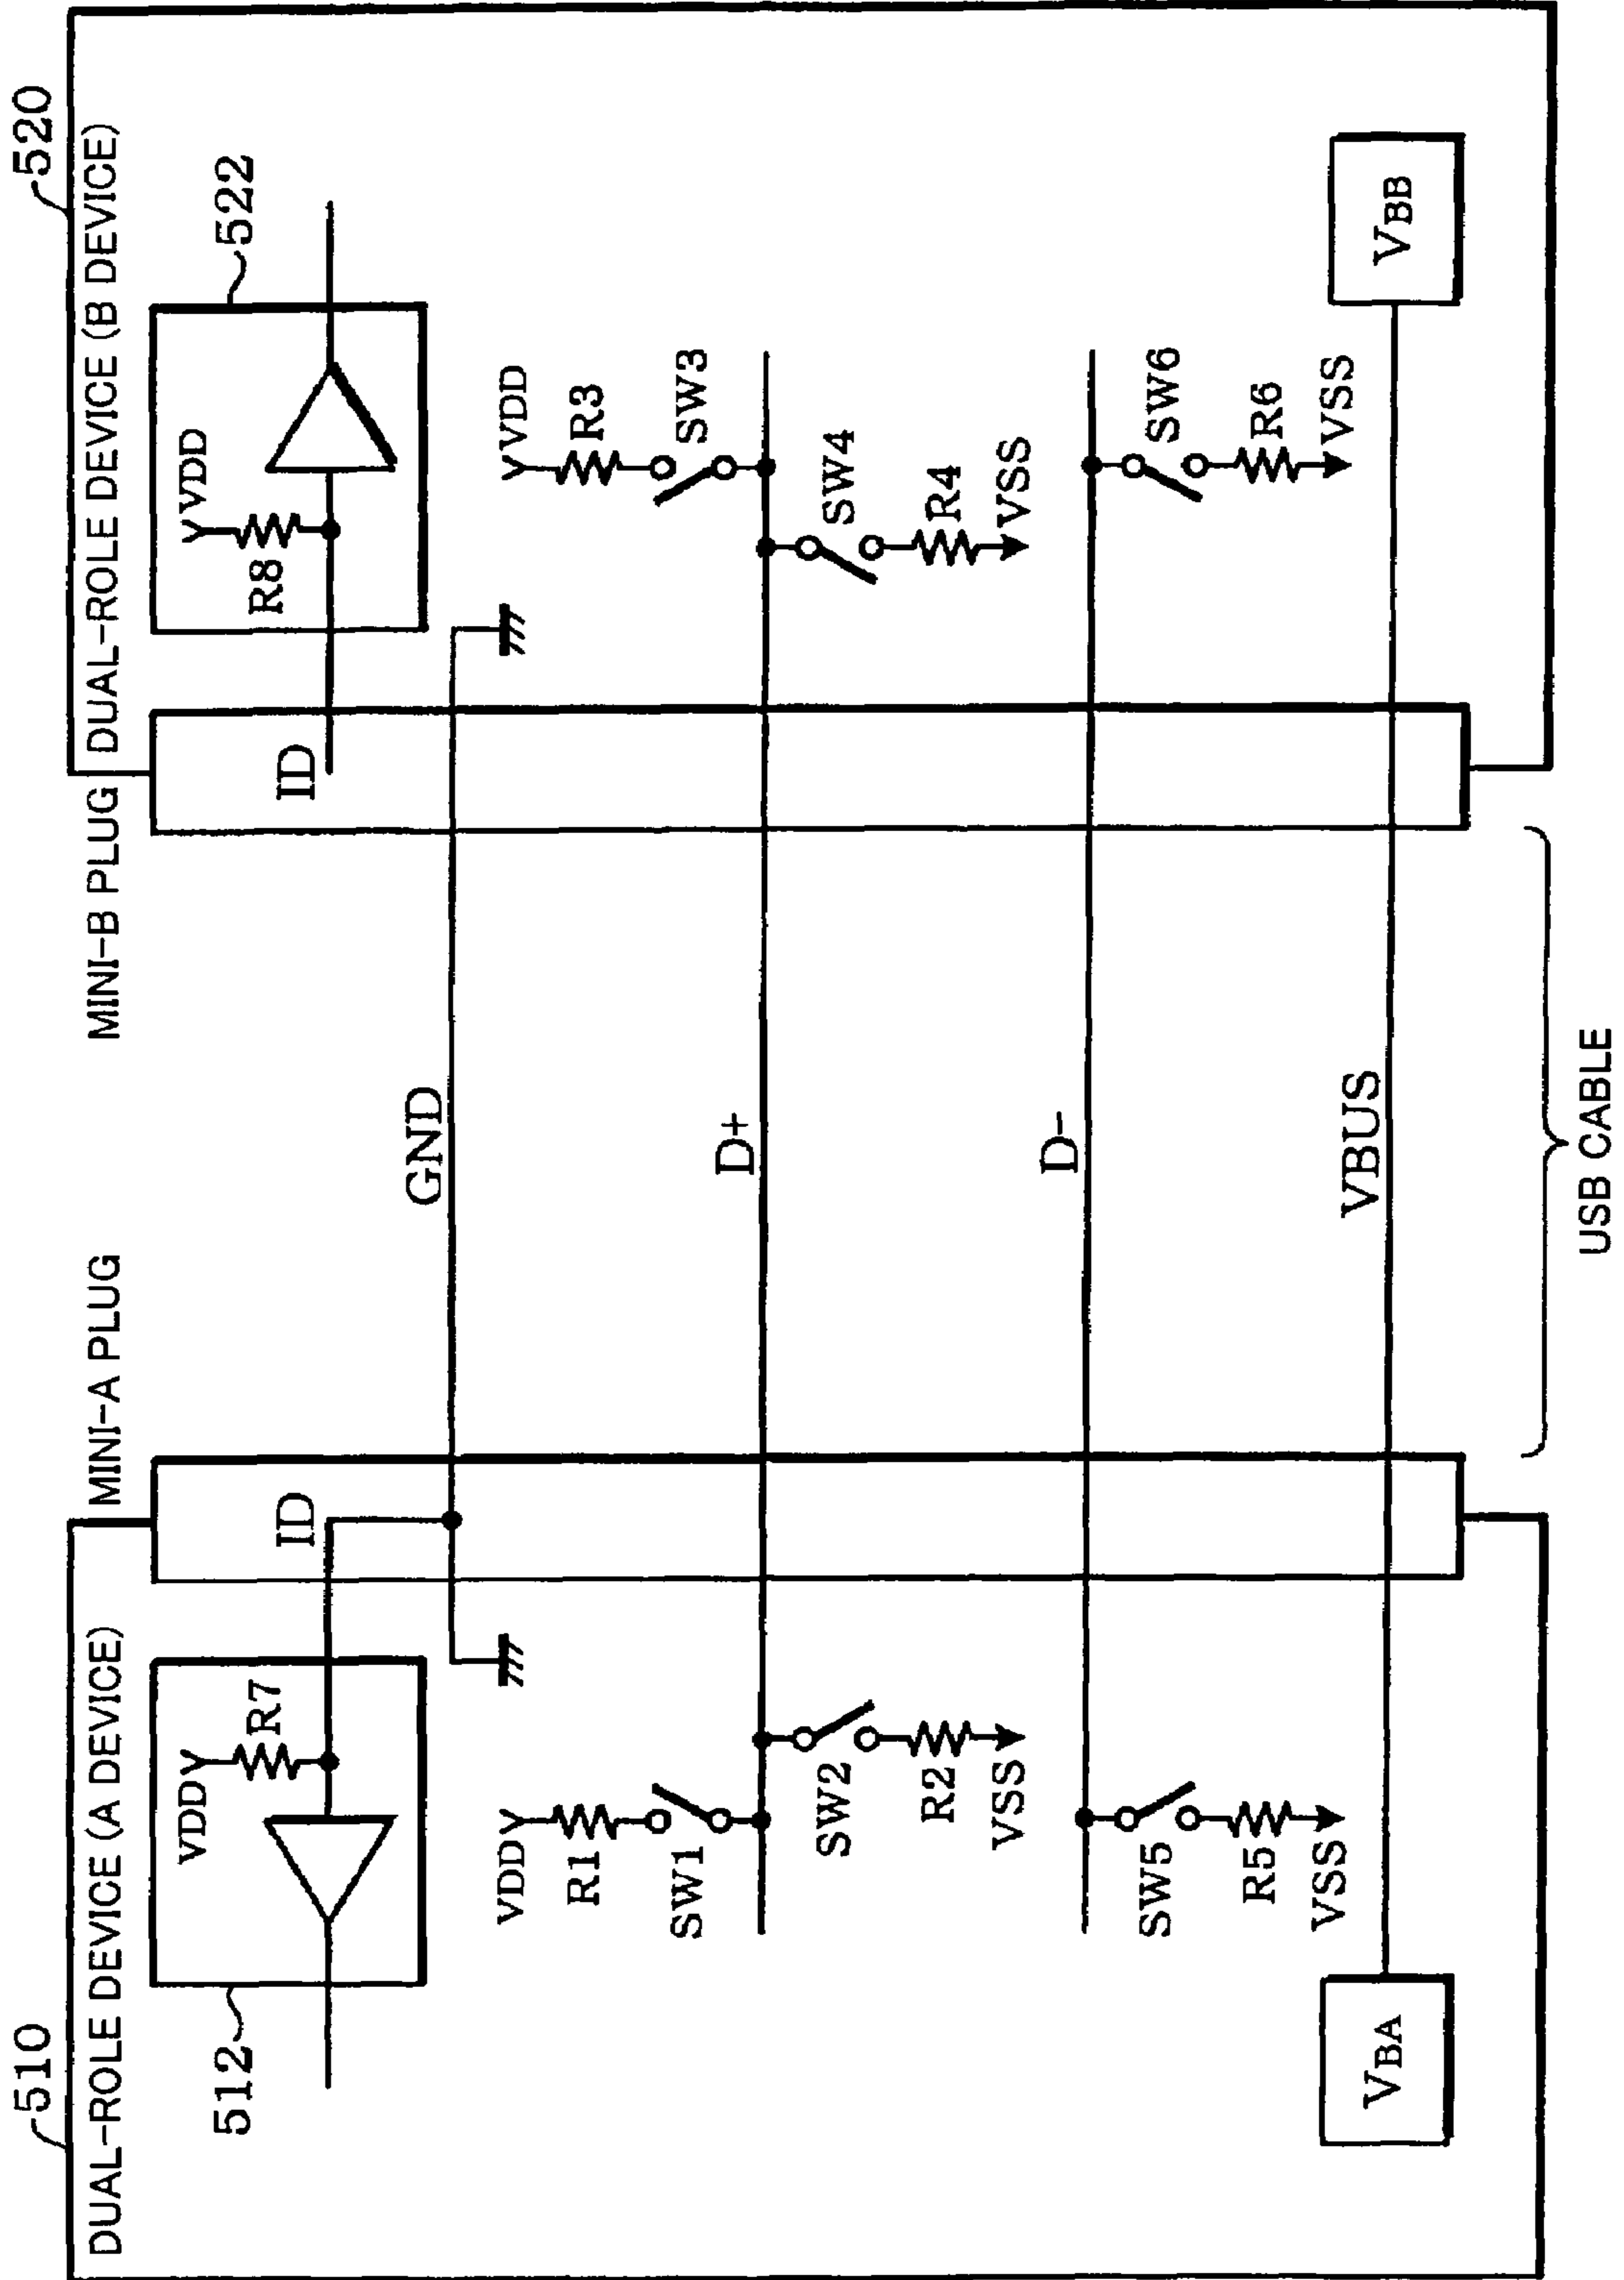 510
DUAL-ROLE DEVICE (A DEVICE)
MINI-A PLUG
MINI-B PLUG
DUAL-ROLE DEVICE (B DEVICE)
520
512
VDD
R7
ID
ID
R8
VDD
522
GND
VDD
R1
SW1
SW2
R2
VSS
D+
VDD
R3
SW3
SW4
R4
VSS
D-
SW5
R5
VSS
SW6
R6
VSS
VBA
VBUS
VBB
USB CABLE